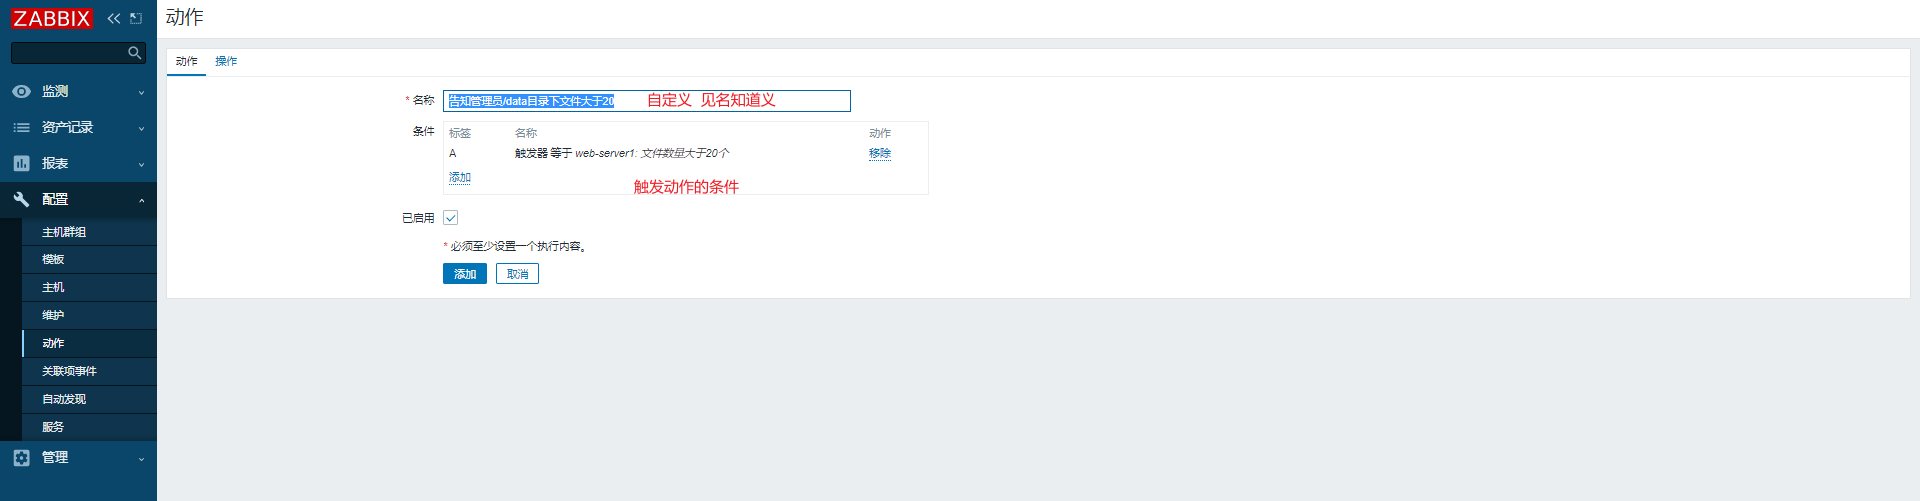 ZABBIX
监测
资产记录
报表
配置
主机群组
模板
主机
维护
动作
关联项事件
自动发现
服务
管理
动作
动作 操作
* 名称 告知管理员/data目录下文件大于20 自定义 见名知道义
条件 标签 名称 动作
A 触发器 等于 web-server1: 文件数量大于20个 移除
添加
触发动作的条件
已启用
* 必须至少设置一个执行内容。
添加 取消